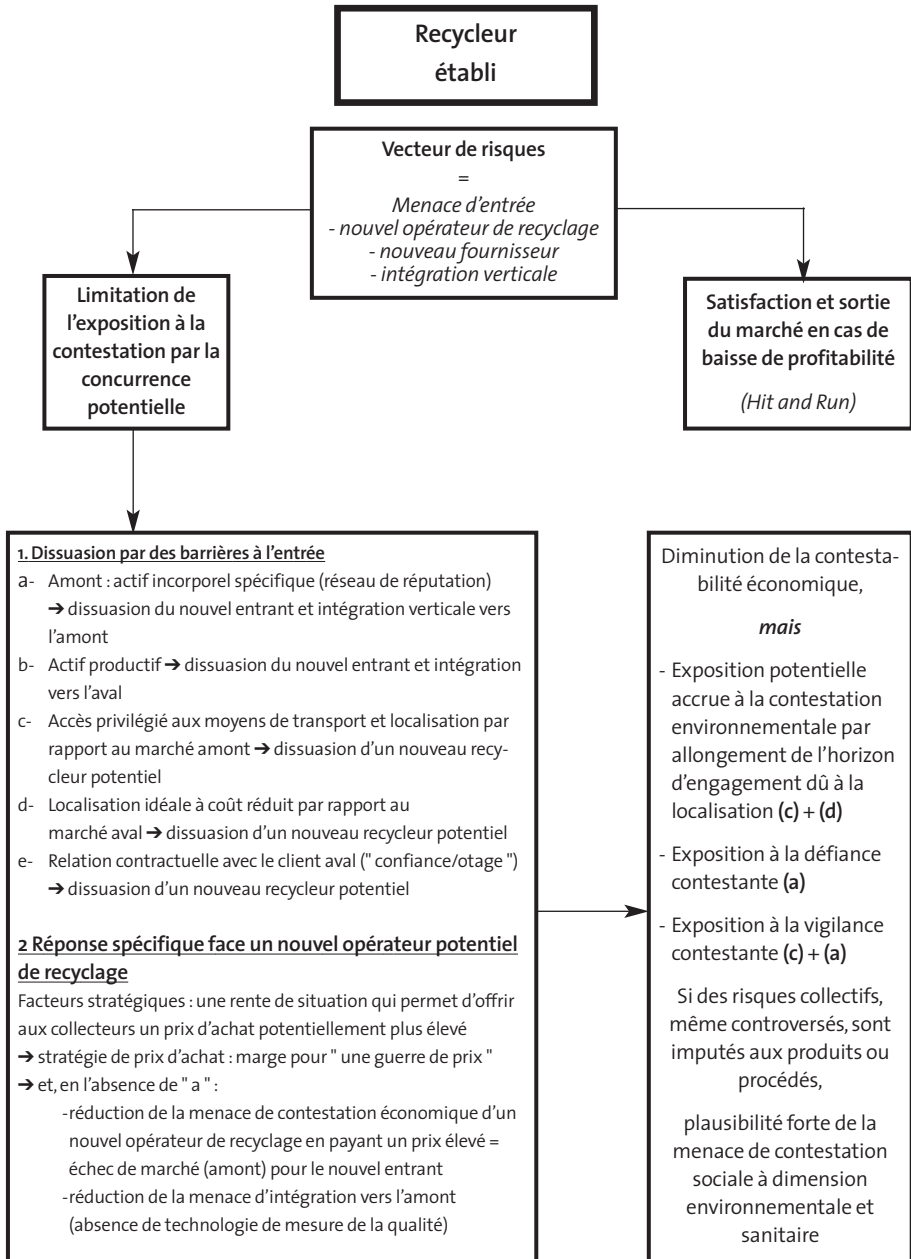 Recycleur
établi
Vecteur de risques
=
Menace d'entrée
- nouvel opérateur de recyclage
- nouveau fournisseur
- intégration verticale
Limitation de
l'exposition à la
contestation par la
concurrence
potentielle
Satisfaction et sortie
du marché en cas de
baisse de profitabilité
(Hit and Run)
1. Dissuasion par des barrières à l'entrée
a- Amont : actif incorporel spécifique (réseau de réputation)
➔ dissuasion du nouvel entrant et intégration verticale vers
l'amont
b- Actif productif ➔ dissuasion du nouvel entrant et intégration
vers l'aval
c- Accès privilégié aux moyens de transport et localisation par
rapport au marché amont ➔ dissuasion d'un nouveau recy-
cleur potentiel
d- Localisation idéale à coût réduit par rapport au
marché aval ➔ dissuasion d'un nouveau recycleur potentiel
e- Relation contractuelle avec le client aval (" confiance/otage ")
➔ dissuasion d'un nouveau recycleur potentiel
2 Réponse spécifique face un nouvel opérateur potentiel
de recyclage
Facteurs stratégiques : une rente de situation qui permet d'offrir
aux collecteurs un prix d'achat potentiellement plus élevé
➔ stratégie de prix d'achat : marge pour " une guerre de prix "
➔ et, en l'absence de " a " :
-réduction de la menace de contestation économique d'un
nouvel opérateur de recyclage en payant un prix élevé =
échec de marché (amont) pour le nouvel entrant
-réduction de la menace d'intégration vers l'amont
(absence de technologie de mesure de la qualité)
Diminution de la contesta-
bilité économique,
mais
- Exposition potentielle
accrue à la contestation
environnementale par
allongement de l'horizon
d'engagement dû à la
localisation (c) + (d)
- Exposition à la défiance
contestante (a)
- Exposition à la vigilance
contestante (c) + (a)
Si des risques collectifs,
même controversés, sont
imputés aux produits ou
procédés,
plausibilité forte de la
menace de contestation
sociale à dimension
environnementale et
sanitaire